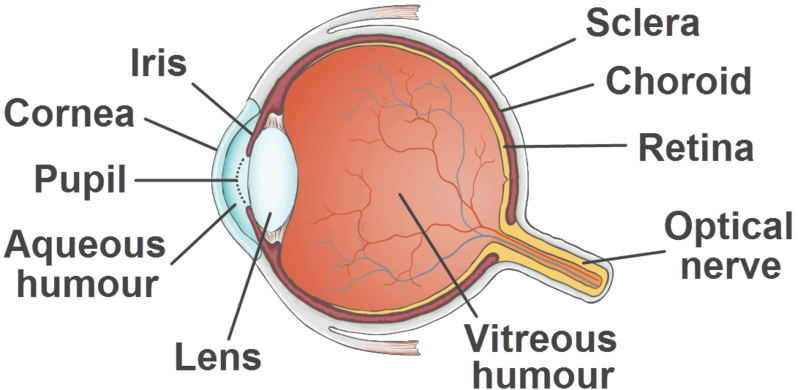 Sclera
Iris
Choroid
Cornea
Retina
Pupil
Aqueous
humour
Optical
nerve
Lens
Vitreous
humour